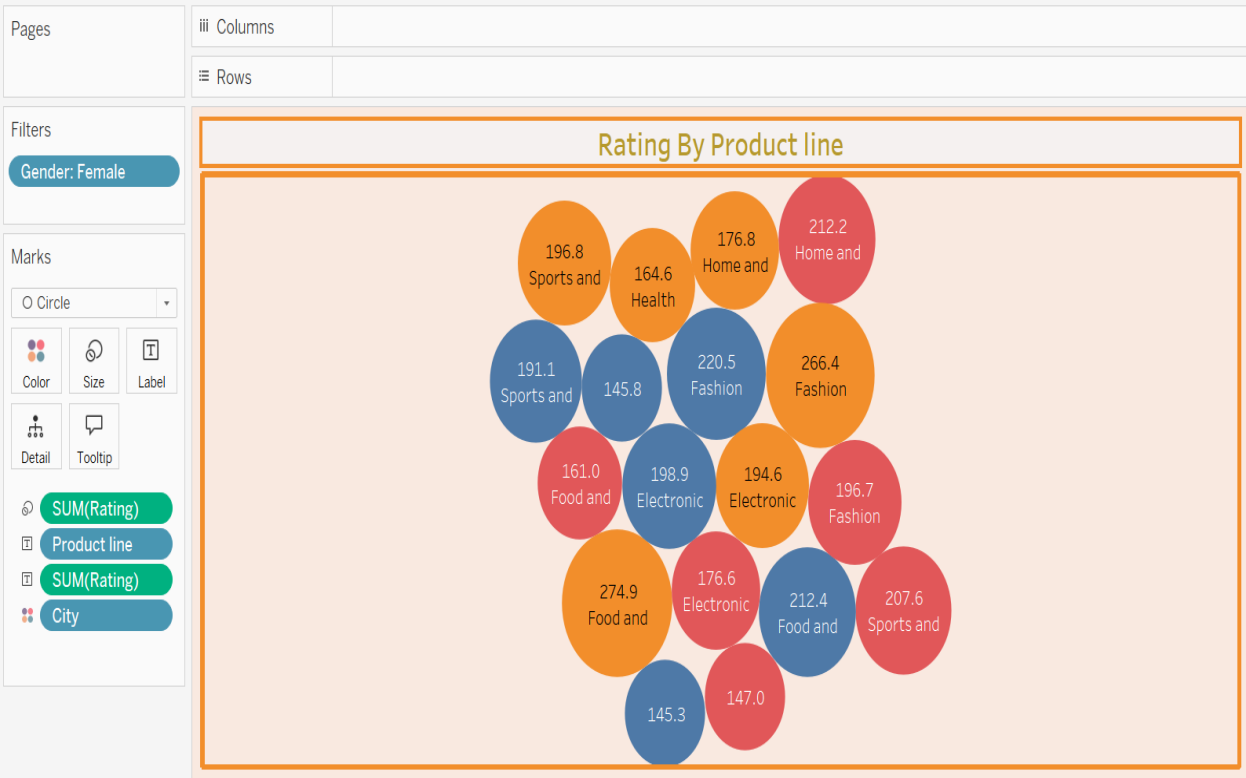 Pages
Columns
Rows
Filters
Gender: Female
Marks
Circle
Color
Size
Label
Detail
Tooltip
SUM(Rating)
Product line
SUM(Rating)
City
Rating By Product line
196.8
Sports and
164.6
Health
176.8
Home and
212.2
Home and
191.1
Sports and
145.8
220.5
Fashion
266.4
Fashion
161.0
Food and
198.9
Electronic
194.6
Electronic
196.7
Fashion
274.9
Food and
176.6
Electronic
212.4
Food and
207.6
Sports and
145.3
147.0